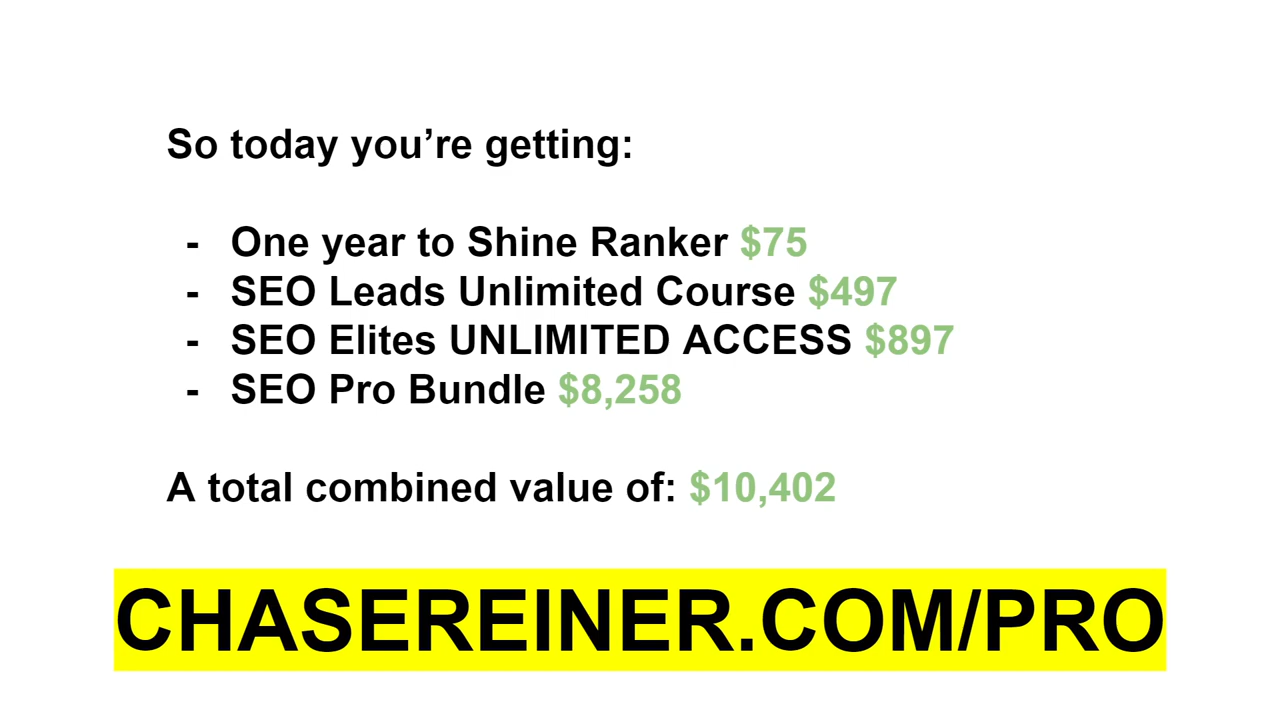 So today you’re getting:
- One year to Shine Ranker $75
- SEO Leads Unlimited Course $497
- SEO Elites UNLIMITED ACCESS $897
- SEO Pro Bundle $8,258
A total combined value of: $10,402
CHASEREINER.COM/PRO